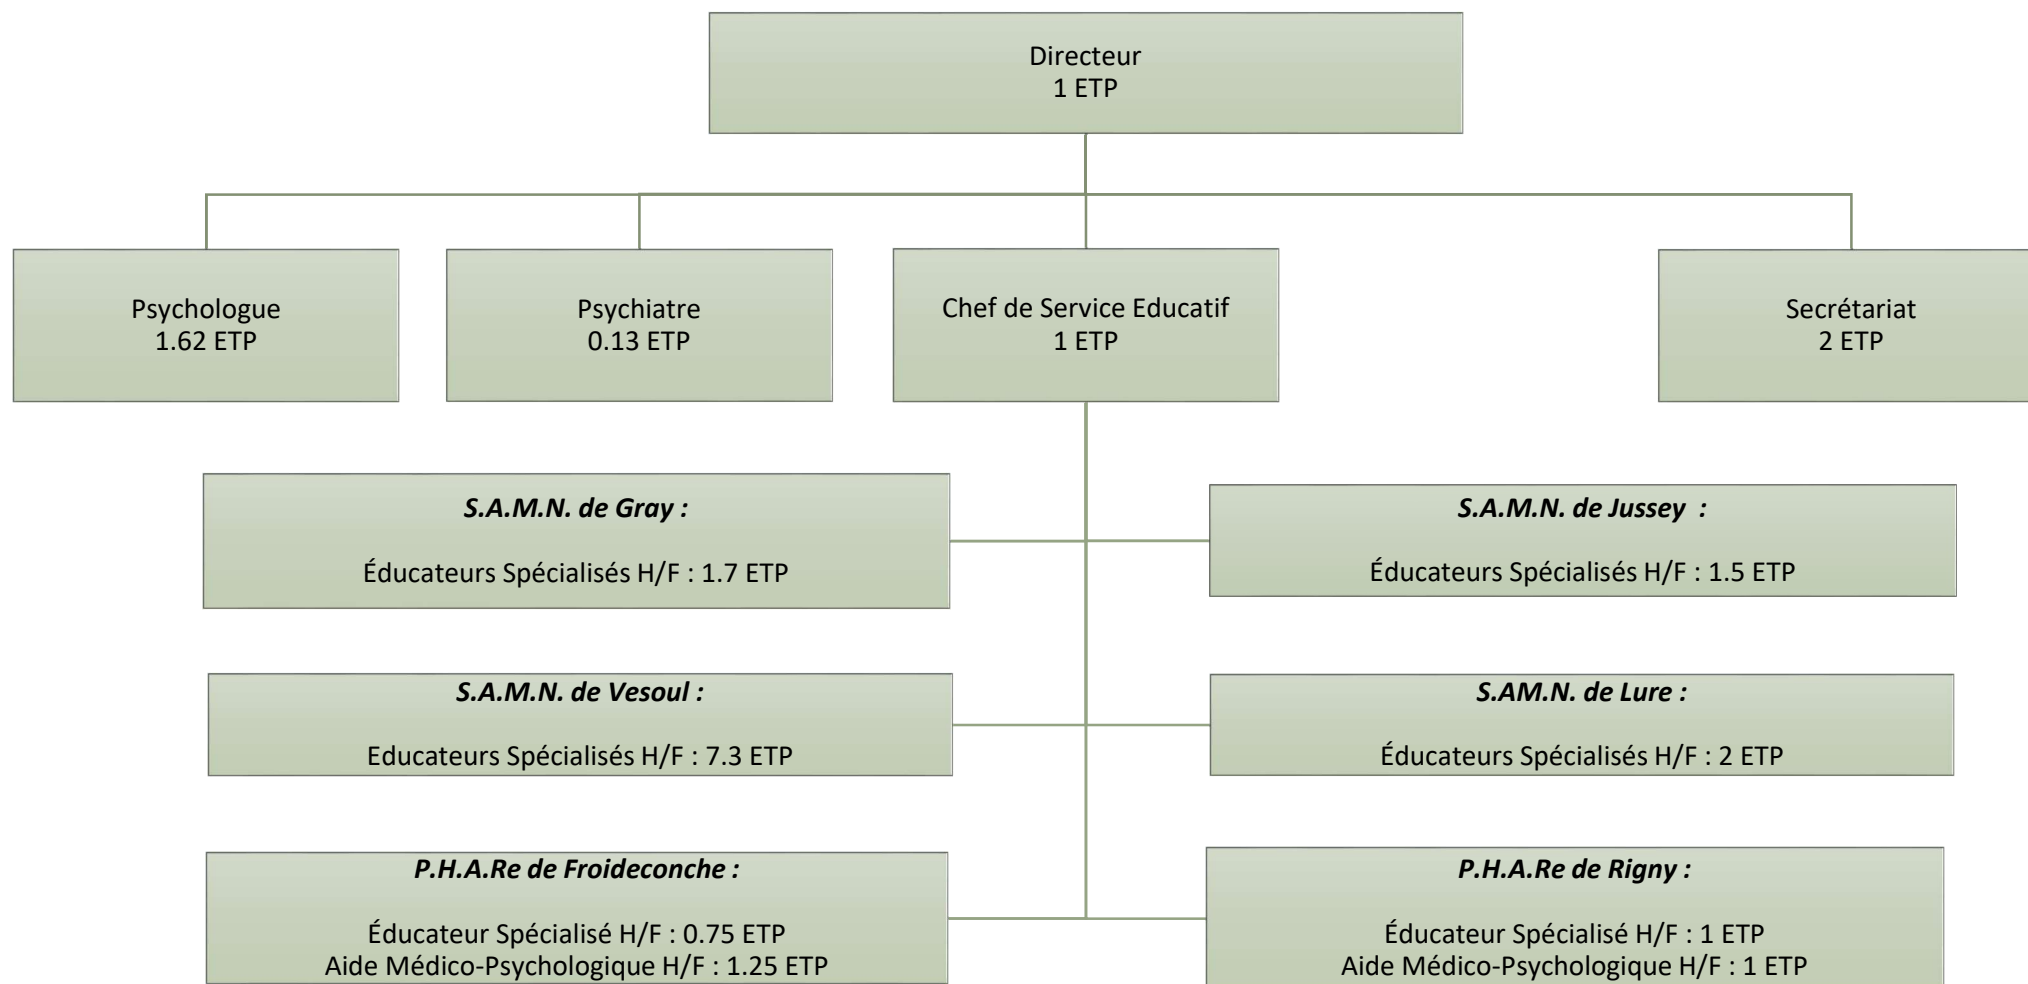 Directeur
1 ETP
Psychologue
1.62 ETP
Psychiatre
0.13 ETP
Chef de Service Educatif
1 ETP
Secrétariat
2 ETP
S.A.M.N. de Gray :
Éducateurs Spécialisés H/F : 1.7 ETP
S.A.M.N. de Jussey :
Éducateurs Spécialisés H/F : 1.5 ETP
S.A.M.N. de Vesoul :
Educateurs Spécialisés H/F : 7.3 ETP
S.AM.N. de Lure :
Éducateurs Spécialisés H/F : 2 ETP
P.H.A.Re de Froideconche :
Éducateur Spécialisé H/F : 0.75 ETP
Aide Médico-Psychologique H/F : 1.25 ETP
P.H.A.Re de Rigny :
Éducateur Spécialisé H/F : 1 ETP
Aide Médico-Psychologique H/F : 1 ETP